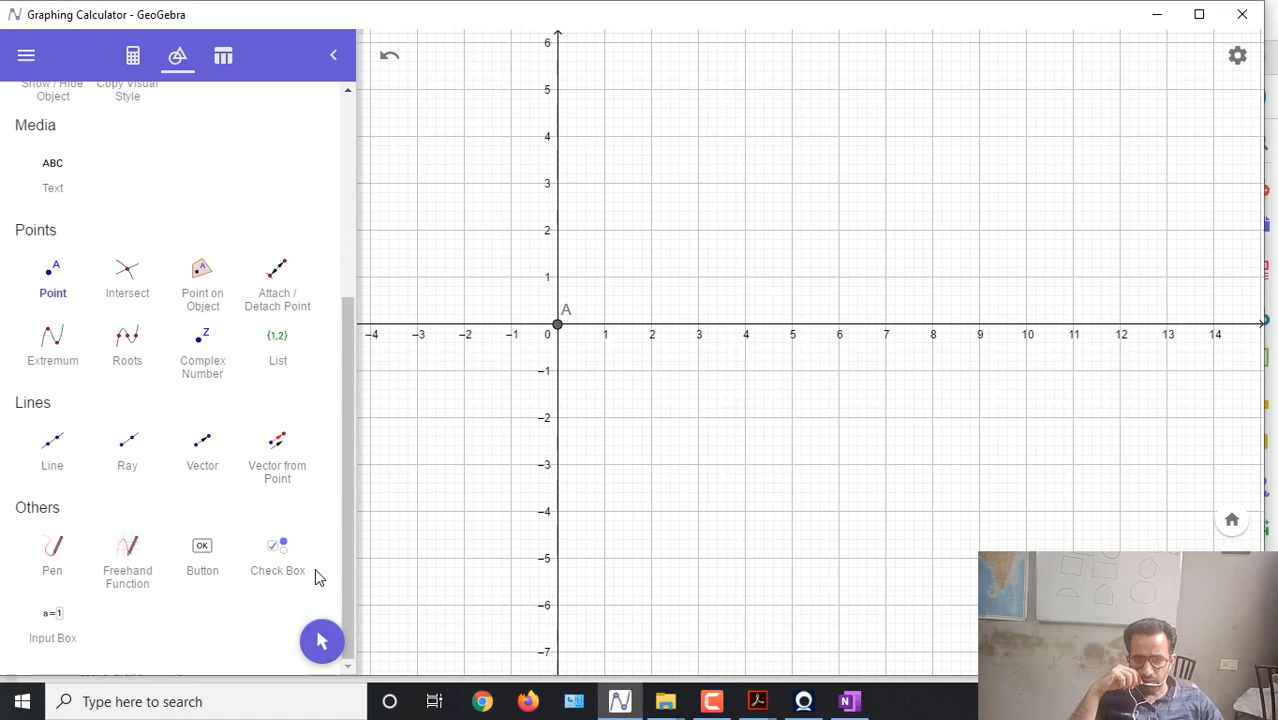 Graphing Calculator - GeoGebra
Show / Hide
Object
Copy Visual
Style
Media
ABC
Text
Points
A
Point
Intersect
A
Point on
Object
Attach /
Detach Point
Extremum
Roots
Z
Complex
Number
{1,2}
List
Lines
Line
Ray
Vector
Vector from
Point
Others
Pen
Freehand
Function
OK
Button
Check Box
a=1
Input Box
6
5
4
3
2
1
A
−4 −3 −2 −1 0 1 2 3 4 5 6 7 8 9 10 11 12 13 14
−1
−2
−3
−4
−5
−6
−7
Type here to search